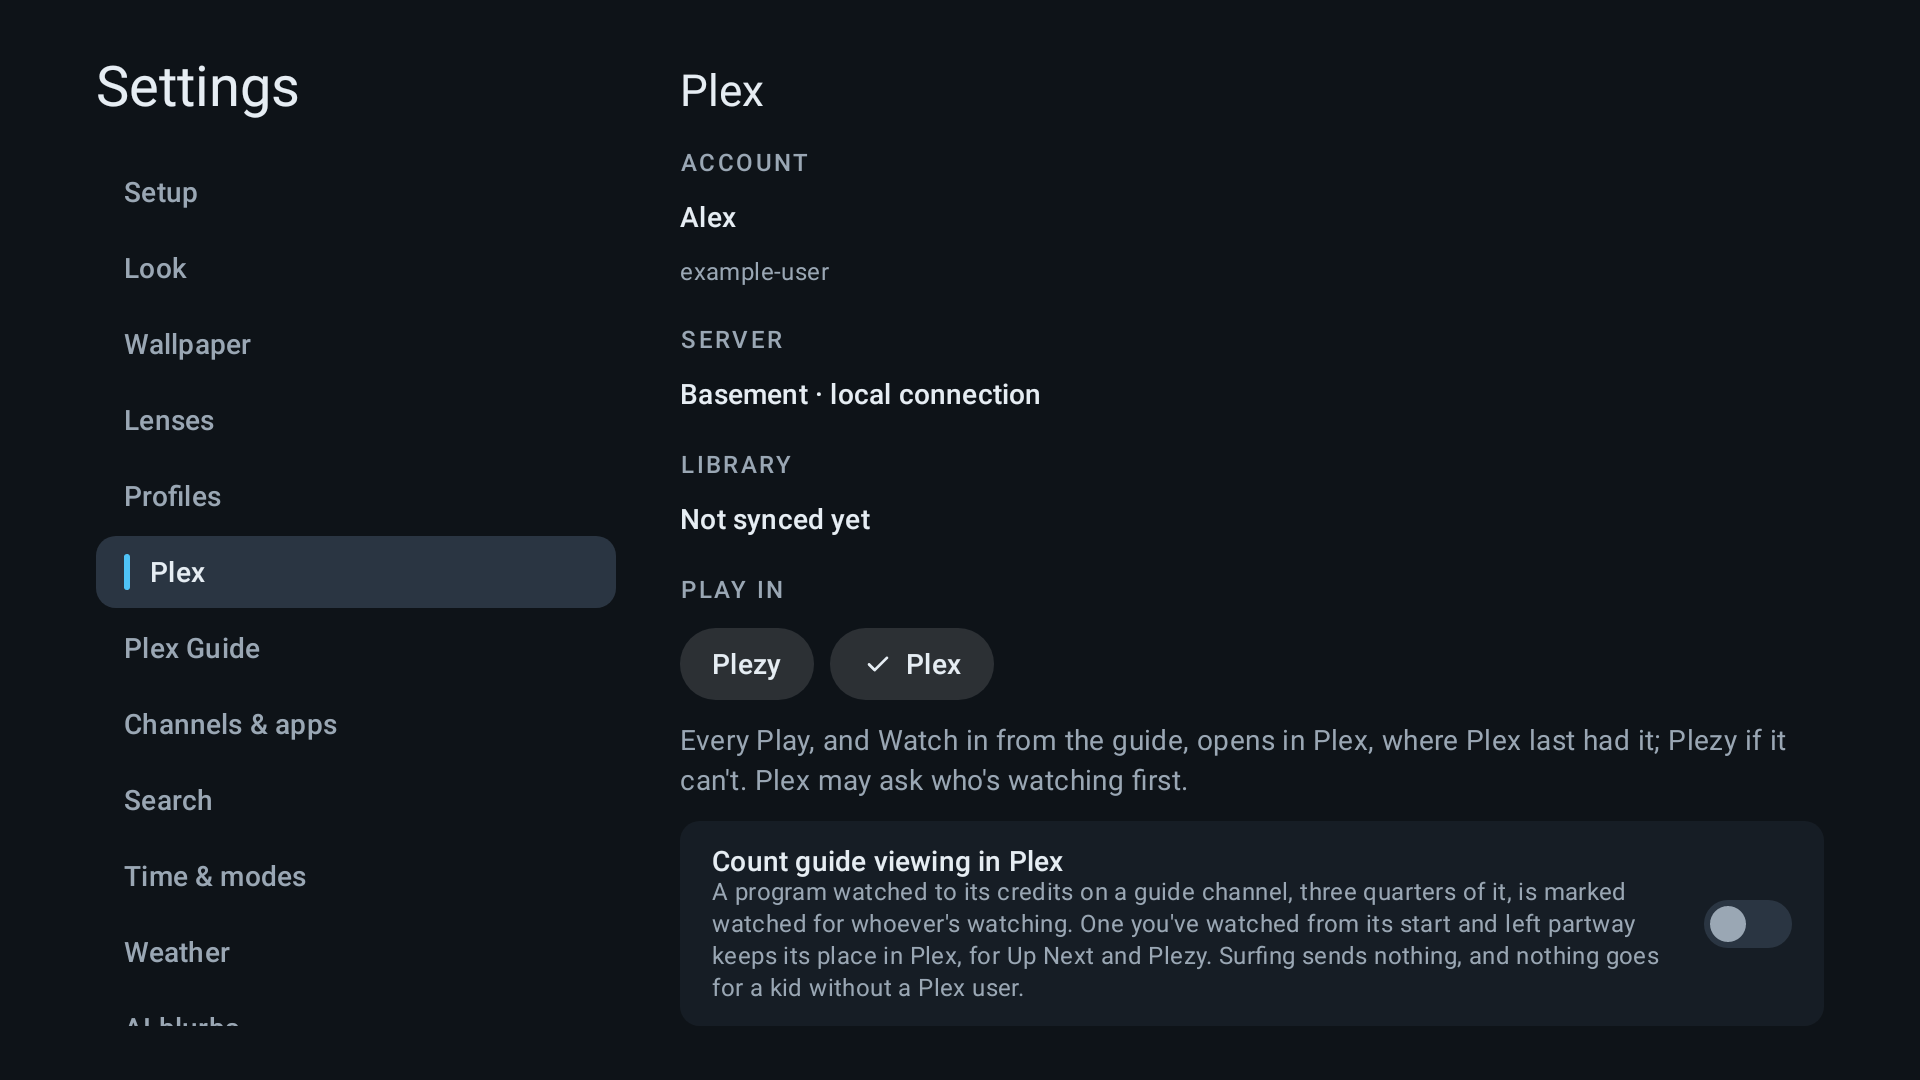 Settings
Setup
Look
Wallpaper
Lenses
Profiles
Plex
Plex Guide
Channels & apps
Search
Time & modes
Weather
AI blurbs
Plex
ACCOUNT
Alex
example-user
SERVER
Basement · local connection
LIBRARY
Not synced yet
PLAY IN
Plezy
Plex
Every Play, and Watch in from the guide, opens in Plex, where Plex last had it; Plezy if it
can't. Plex may ask who's watching first.
Count guide viewing in Plex
A program watched to its credits on a guide channel, three quarters of it, is marked
watched for whoever's watching. One you've watched from its start and left partway
keeps its place in Plex, for Up Next and Plezy. Surfing sends nothing, and nothing goes
for a kid without a Plex user.